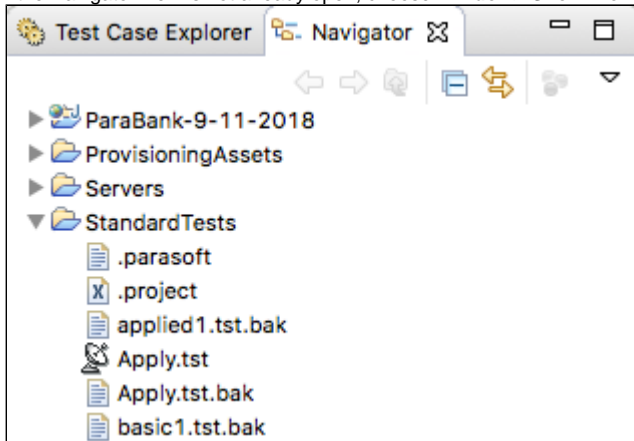 Test Case Explorer Navigator
ParaBank-9-11-2018
ProvisioningAssets
Servers
StandardTests
.parasoft
.project
applied1.tst.bak
Apply.tst
Apply.tst.bak
basic1.tst.bak